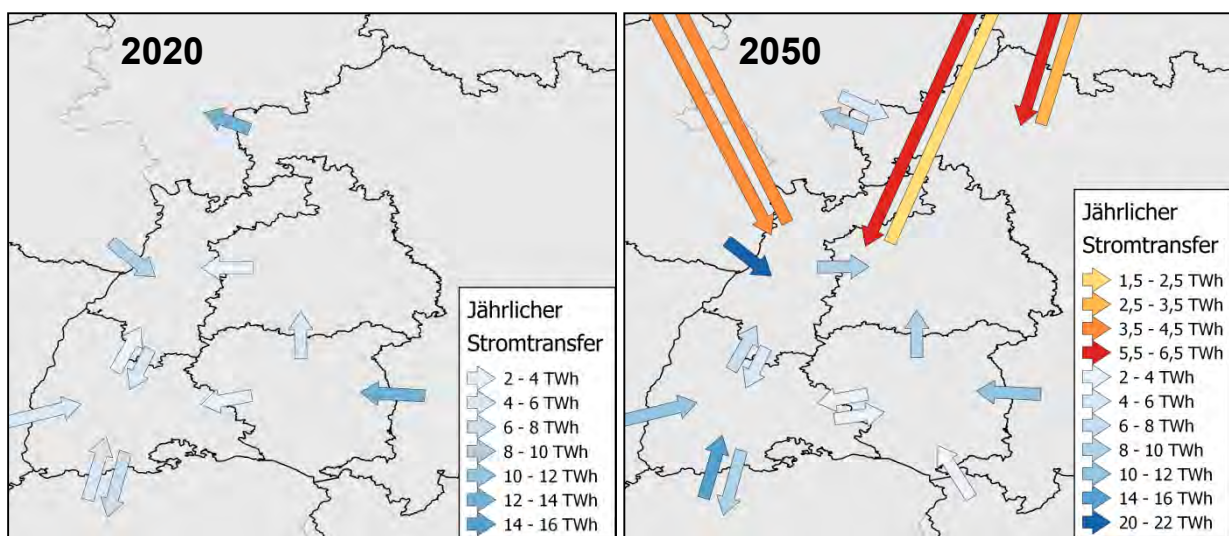 2020
Jährlicher
Stromtransfer
2 - 4 TWh
4 - 6 TWh
6 - 8 TWh
8 - 10 TWh
10 - 12 TWh
12 - 14 TWh
14 - 16 TWh
2050
Jährlicher
Stromtransfer
1,5 - 2,5 TWh
2,5 - 3,5 TWh
3,5 - 4,5 TWh
5,5 - 6,5 TWh
2 - 4 TWh
4 - 6 TWh
6 - 8 TWh
8 - 10 TWh
10 - 12 TWh
14 - 16 TWh
20 - 22 TWh